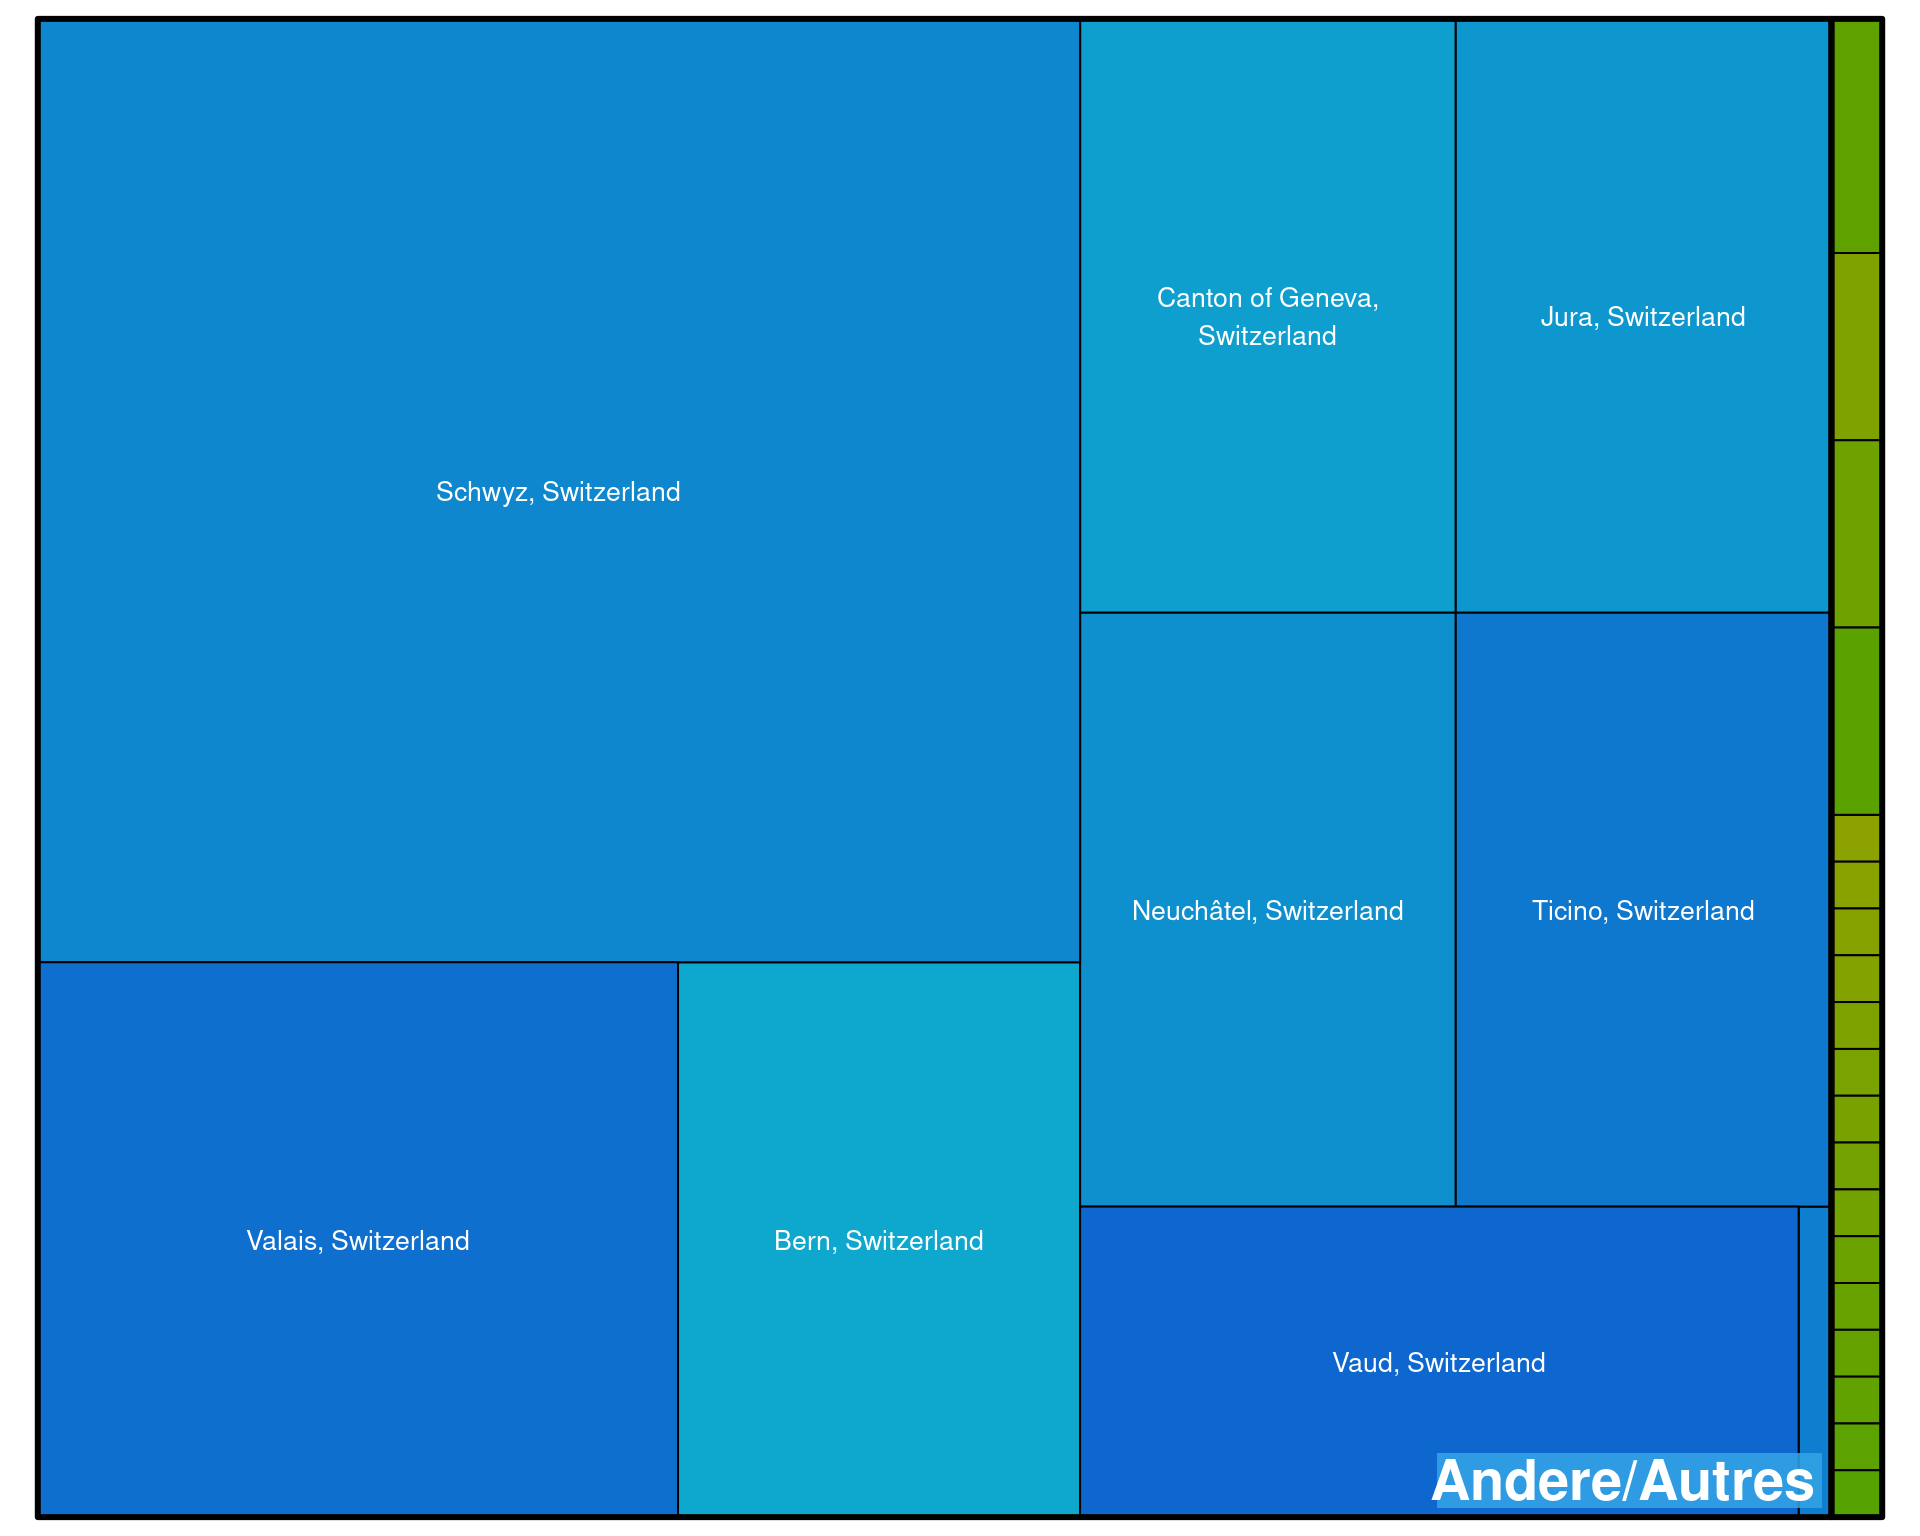 Canton of Geneva,
Switzerland
Jura, Switzerland
Schwyz, Switzerland
Neuchâtel, Switzerland
Ticino, Switzerland
Valais, Switzerland
Bern, Switzerland
Vaud, Switzerland
Andere/Autres